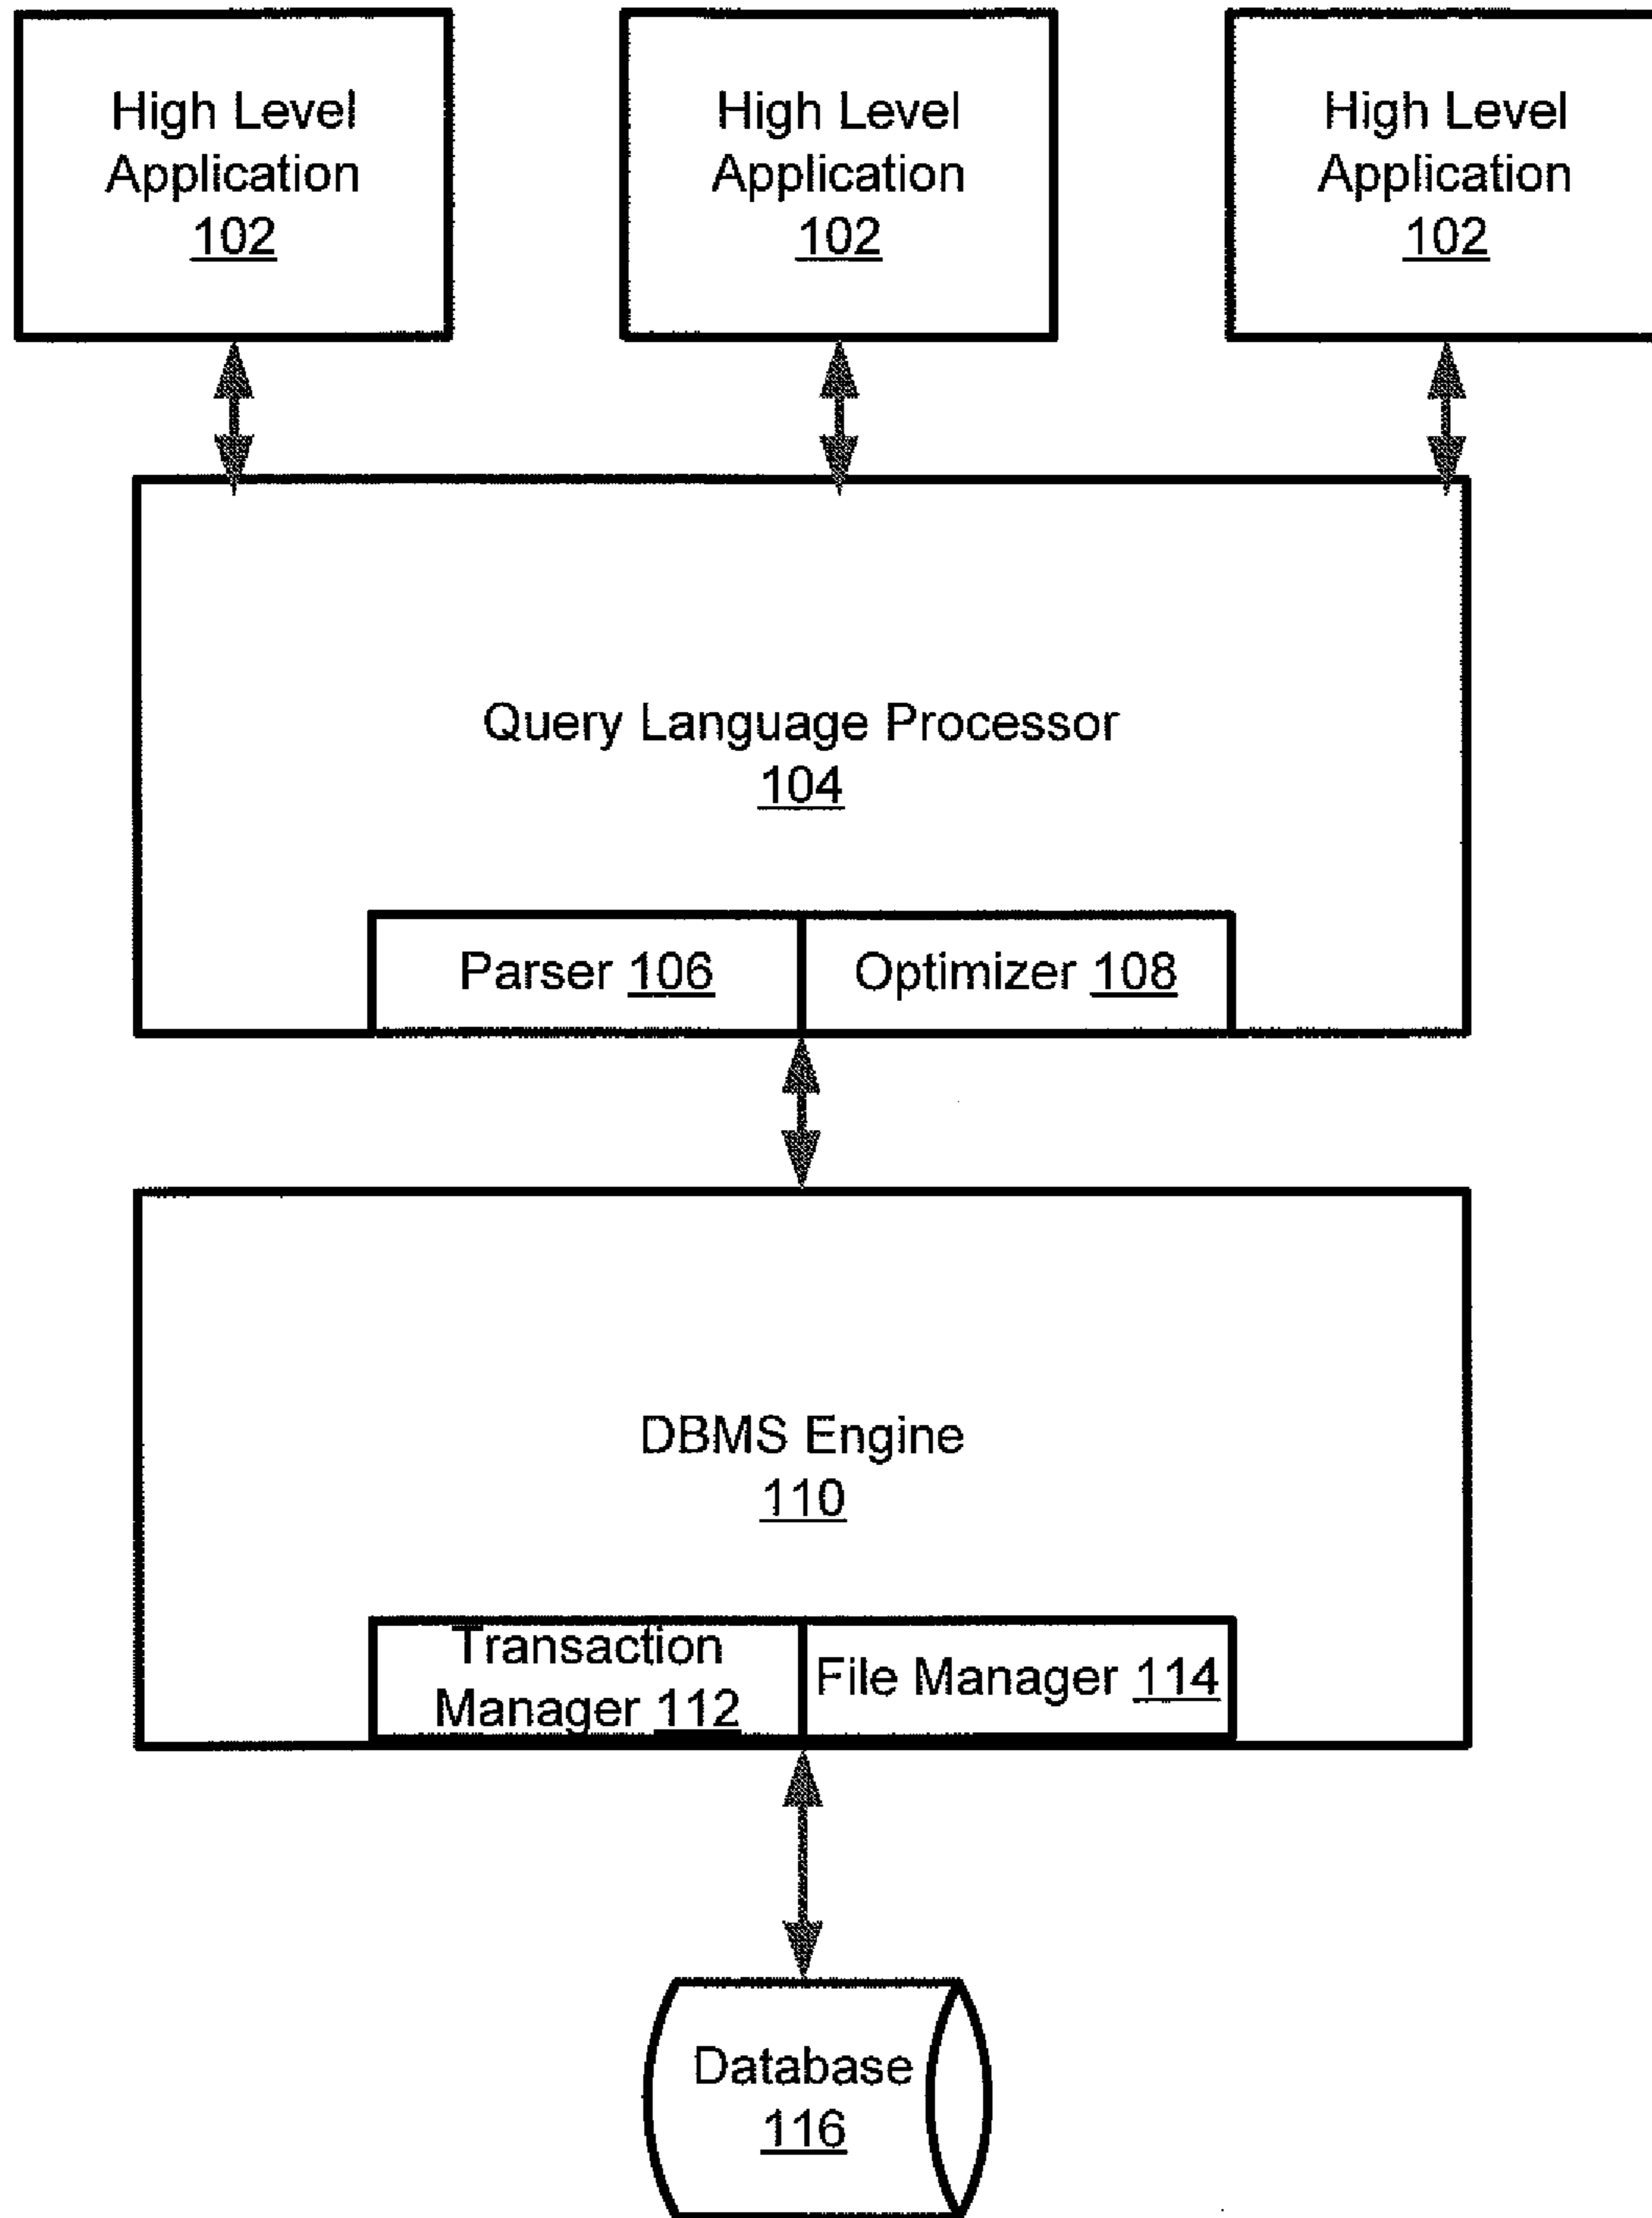 High Level
Application
102
High Level
Application
102
High Level
Application
102
Query Language Processor
104
Parser 106
Optimizer 108
DBMS Engine
110
Transaction
Manager 112
File Manager 114
Database
116